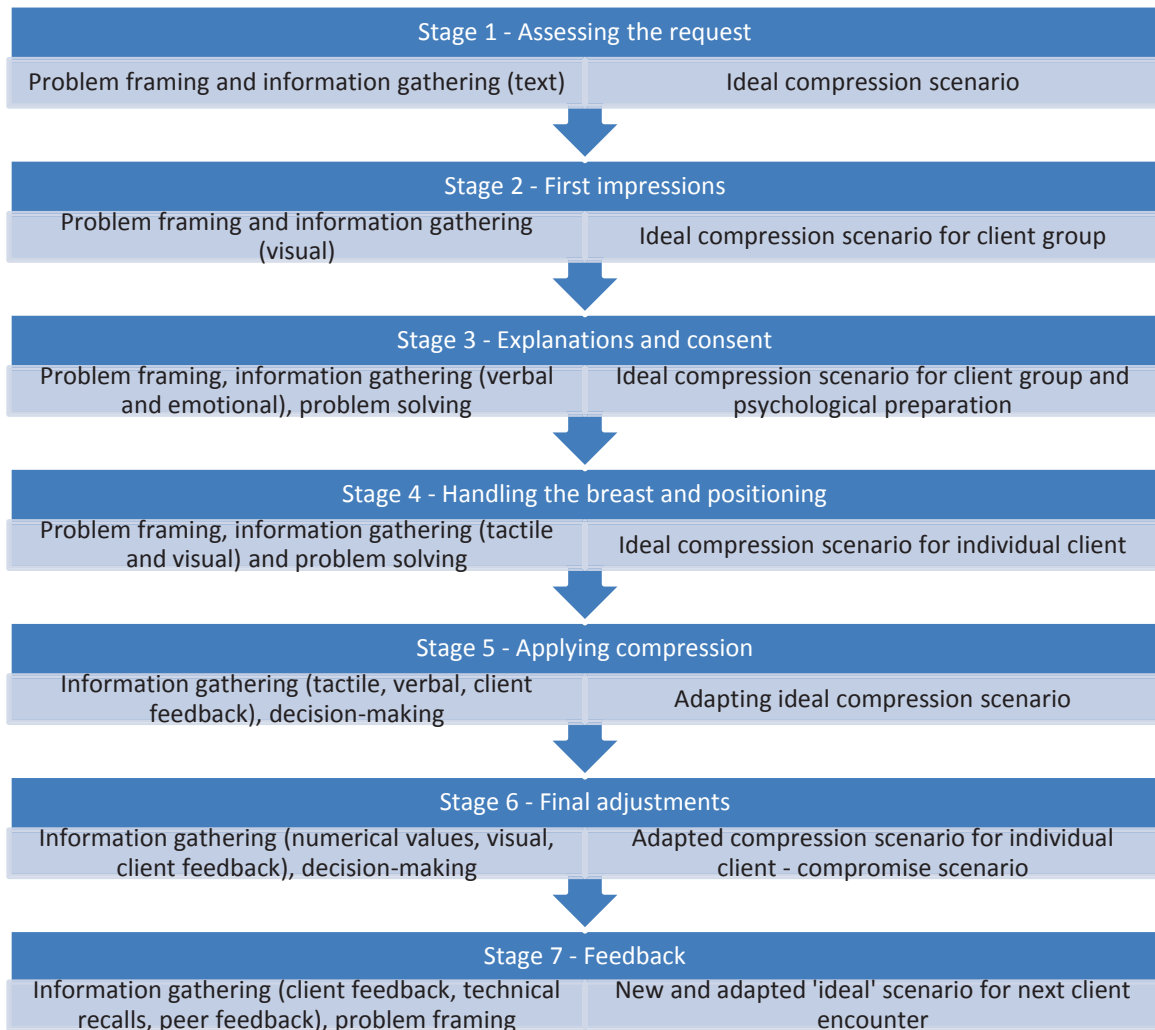 Stage 1 - Assessing the request
Problem framing and information gathering (text)
Ideal compression scenario
Stage 2 - First impressions
Problem framing and information gathering
(visual)
Ideal compression scenario for client group
Stage 3 - Explanations and consent
Problem framing, information gathering (verbal
and emotional), problem solving
Ideal compression scenario for client group and
psychological preparation
Stage 4 - Handling the breast and positioning
Problem framing, information gathering (tactile
and visual) and problem solving
Ideal compression scenario for individual client
Stage 5 - Applying compression
Information gathering (tactile, verbal, client
feedback), decision-making
Adapting ideal compression scenario
Stage 6 - Final adjustments
Information gathering (numerical values, visual,
client feedback), decision-making
Adapted compression scenario for individual
client - compromise scenario
Stage 7 - Feedback
Information gathering (client feedback, technical
recalls, peer feedback), problem framing
New and adapted 'ideal' scenario for next client
encounter